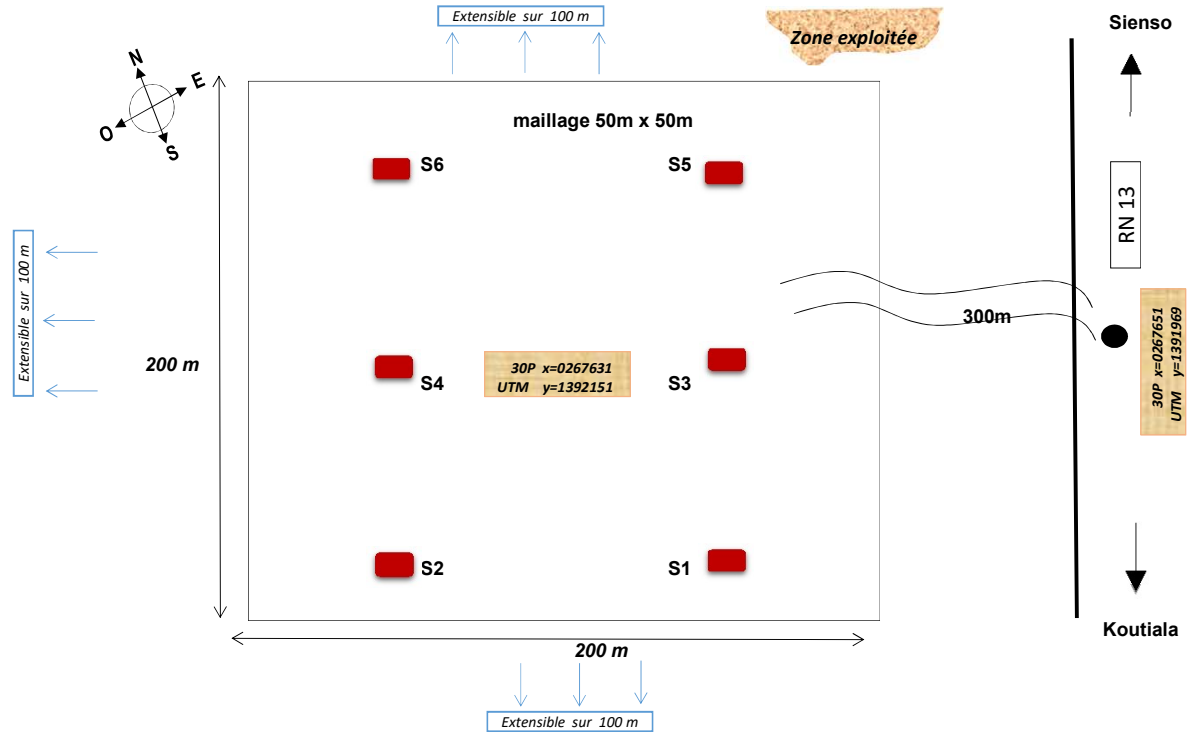 Extensible sur 100 m
Zone exploitée
Sienso
N
E
O
S
maillage 50m x 50m
S6
S5
RN 13
Extensible sur 100 m
300m
30P x=0267651
UTM y=1391969
200 m
S4
30P x=0267631
UTM y=1392151
S3
S2
S1
Koutiala
200 m
Extensible sur 100 m